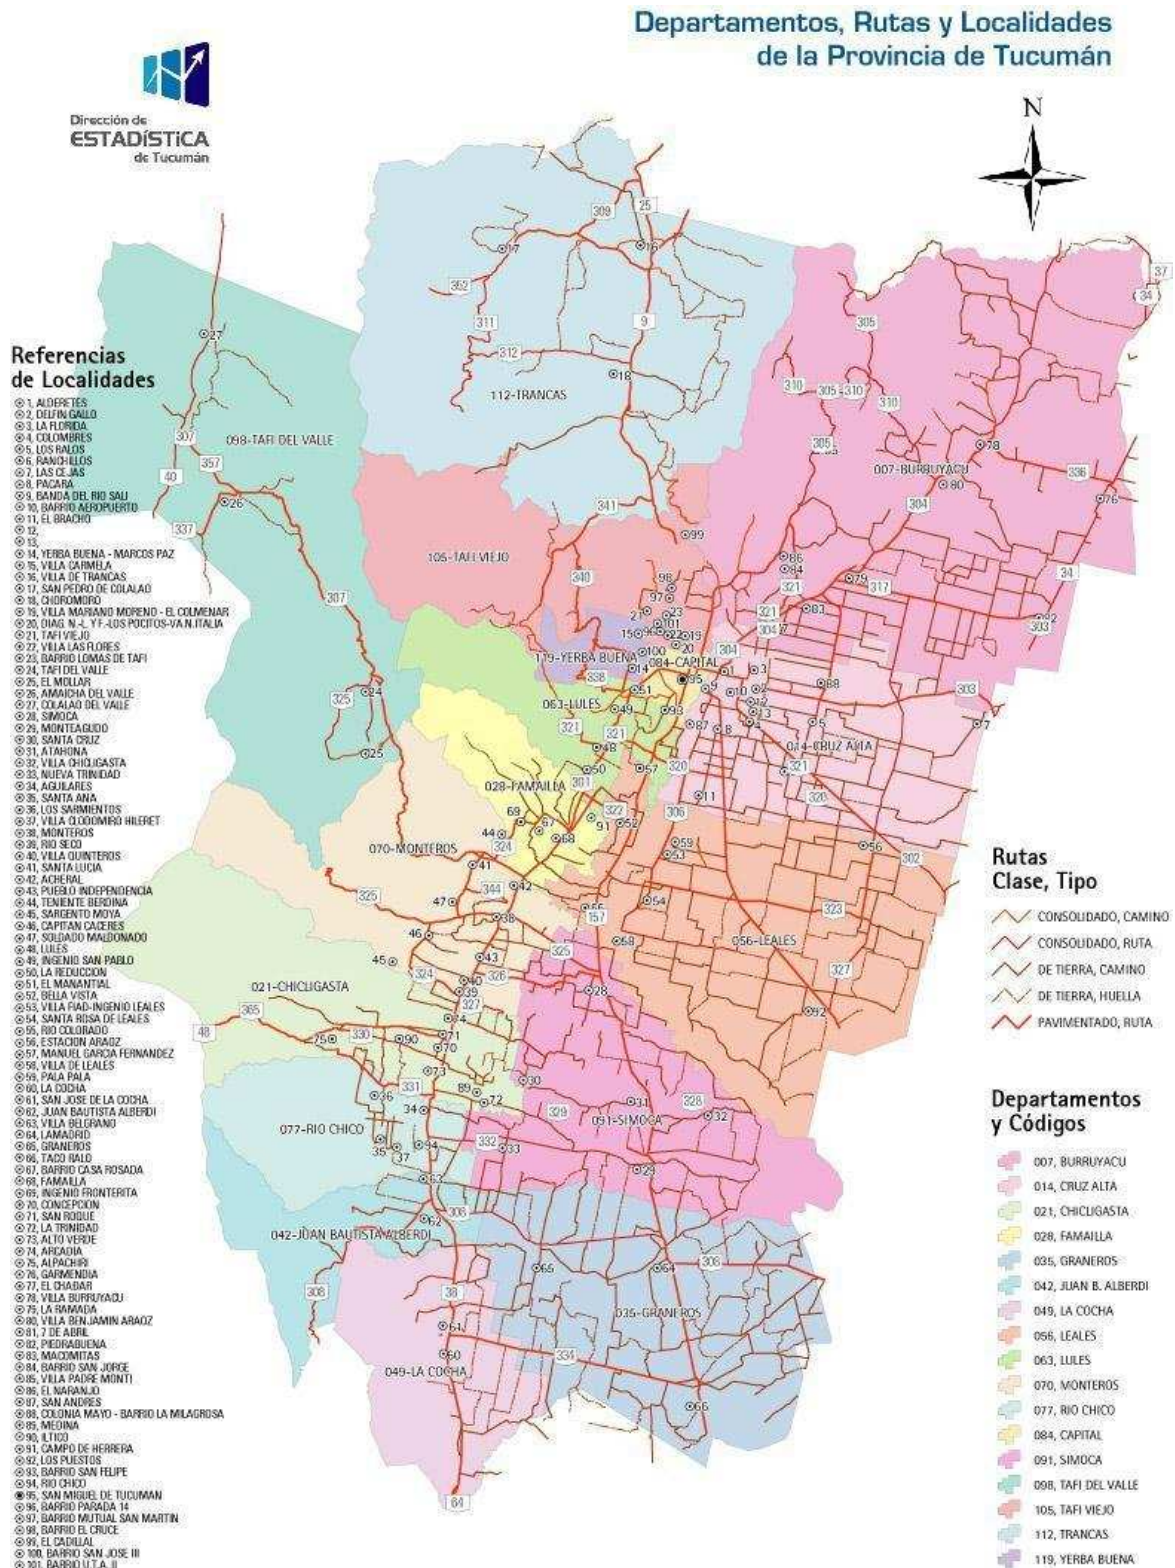 Departamentos, Rutas y Localidades
de la Provincia de Tucumán
Dirección de
ESTADÍSTICA
de Tucumán
N
Referencias
de Localidades
1, ALDERETES
2, DELFIN GALLO
3, LA FLORIDA
4, COLOMBRES
5, LOS RALOS
6, RANCHILLOS
7, LAS CEJAS
8, PACARÁ
9, BANDA DEL RIO SALI
10, BARRIO AEROPUERTO
11, EL BRACHO
12,
13,
14, YERBA BUENA - MARCOS PAZ
15, VILLA CARMELA
16, VILLA DE TRANCAS
17, SAN PEDRO DE COLALAO
18, CHOROMORO
19, VILLA MARIANO MORENO - EL COLMENAR
20, DIAG. N.-L. Y F.-LOS POCITOS-VA.N.ITALIA
21, TAFI VIEJO
22, VILLA LAS FLORES
23, BARRIO LOMAS DE TAFI
24, TAFI DEL VALLE
25, EL MOLLAR
26, AMAICHA DEL VALLE
27, COLALAO DEL VALLE
28, SIMOCA
29, MONTEAGUDO
30, SANTA CRUZ
31, ATAHONA
32, VILLA CHICLIGASTA
33, NUEVA TRINIDAD
34, AGUILARES
35, SANTA ANA
36, LOS SARMIENTOS
37, VILLA CLODOMIRO HILERET
38, MONTEROS
39, RIO SECO
40, VILLA QUINTEROS
41, SANTA LUCIA
42, ACHERAL
43, PUEBLO INDEPENDENCIA
44, TENIENTE BERDINA
45, SARGENTO MOYA
46, CAPITAN CACERES
47, SOLDADO MALDONADO
48, LULES
49, INGENIO SAN PABLO
50, LA REDUCCION
51, EL MANANTIAL
52, BELLA VISTA
53, VILLA FIAD-INGENIO LEALES
54, SANTA ROSA DE LEALES
55, RIO COLORADO
56, ESTACION ARAOZ
57, MANUEL GARCIA FERNANDEZ
58, VILLA DE LEALES
59, PALA PALA
60, LA COCHA
61, SAN JOSE DE LA COCHA
62, JUAN BAUTISTA ALBERDI
63, VILLA BELGRANO
64, LAMADRID
65, GRANEROS
66, TACO RALO
67, BARRIO CASA ROSADA
68, FAMAILLA
69, INGENIO FRONTERITA
70, CONCEPCION
71, SAN ROQUE
72, LA TRINIDAD
73, ALTO VERDE
74, ARCADIA
75, ALPACHIRI
76, GARMENDIA
77, EL CHAÑAR
78, VILLA BURRUYACU
79, LA RAMADA
80, VILLA BENJAMIN ARAOZ
81, 7 DE ABRIL
82, PIEDRABUENA
83, MACOMITAS
84, BARRIO SAN JORGE
85, VILLA PADRE MONTI
86, EL NARANJO
87, SAN ANDRES
88, COLONIA MAYO - BARRIO LA MILAGROSA
89, MEDINA
90, ILTICO
91, CAMPO DE HERRERA
92, LOS PUESTOS
93, BARRIO SAN FELIPE
94, RIO CHICO
95, SAN MIGUEL DE TUCUMAN
96, BARRIO PARADA 14
97, BARRIO MUTUAL SAN MARTIN
98, BARRIO EL CRUCE
99, EL CADILLAL
100, BARRIO SAN JOSE III
101, BARRIO U.T.A. II
112-TRANCAS
098-TAFI DEL VALLE
007-BURRUYACU
105-TAFI VIEJO
119-YERBA BUENA
084-CAPITAL
063-LULES
014-CRUZ ALTA
028-FAMAILLA
070-MONTEROS
056-LEALES
021-CHICLIGASTA
091-SIMOCA
077-RIO CHICO
042-JUAN BAUTISTA ALBERDI
035-GRANEROS
049-LA COCHA
Rutas
Clase, Tipo
CONSOLIDADO, CAMINO
CONSOLIDADO, RUTA
DE TIERRA, CAMINO
DE TIERRA, HUELLA
PAVIMENTADO, RUTA
Departamentos
y Códigos
007, BURRUYACU
014, CRUZ ALTA
021, CHICLIGASTA
028, FAMAILLA
035, GRANEROS
042, JUAN B. ALBERDI
049, LA COCHA
056, LEALES
063, LULES
070, MONTEROS
077, RIO CHICO
084, CAPITAL
091, SIMOCA
098, TAFI DEL VALLE
105, TAFI VIEJO
112, TRANCAS
119, YERBA BUENA